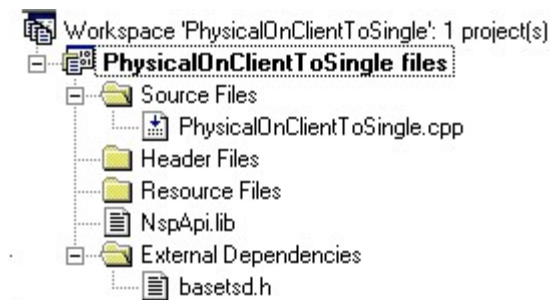 Workspace 'PhysicalOnClientToSingle': 1 project(s)
PhysicalOnClientToSingle files
Source Files
PhysicalOnClientToSingle.cpp
Header Files
Resource Files
NspApi.lib
External Dependencies
basetsd.h